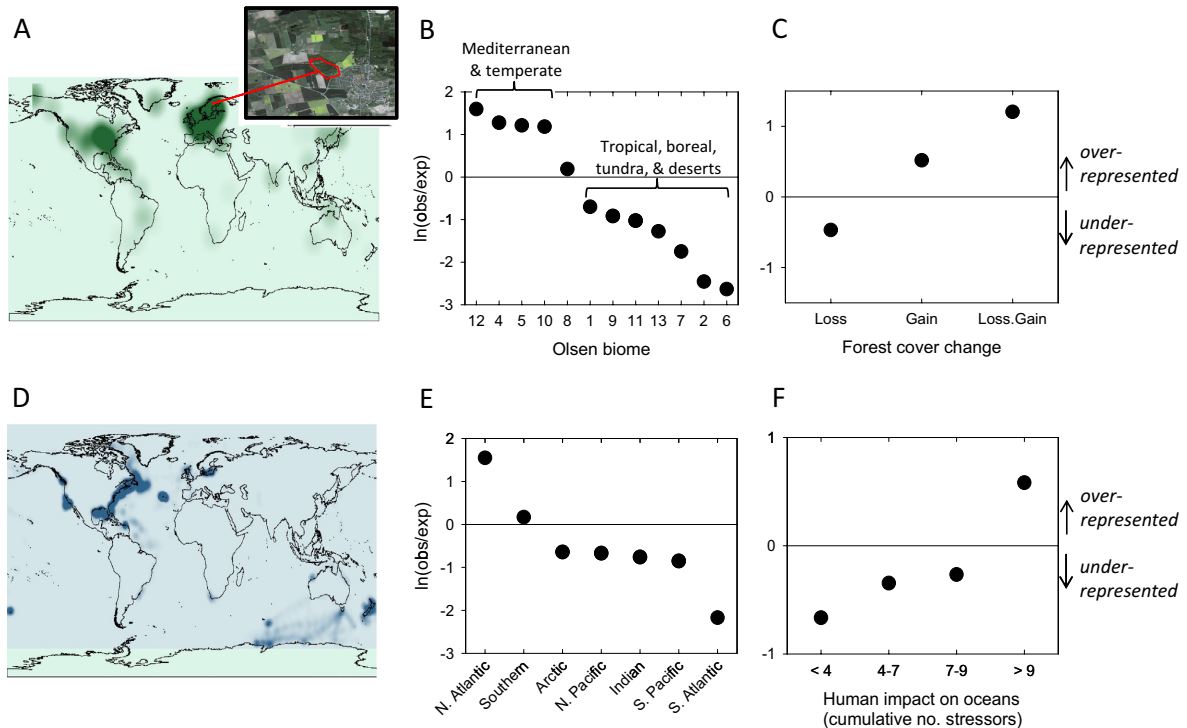 A
B
Mediterranean
& temperate
Tropical, boreal,
tundra, & deserts
2
1
0
-1
-2
-3
ln(obs/exp)
12 4 5 10 8 1 9 11 13 7 2 6
Olsen biome
C
1
0
-1
Loss Gain Loss.Gain
Forest cover change
over-
represented
under-
represented
D
E
2
1
0
-1
-2
-3
ln(obs/exp)
N. Atlantic
Southern
Arctic
N. Pacific
Indian
S. Pacific
S. Atlantic
F
1
0
-1
< 4 4-7 7-9 > 9
Human impact on oceans
(cumulative no. stressors)
over-
represented
under-
represented